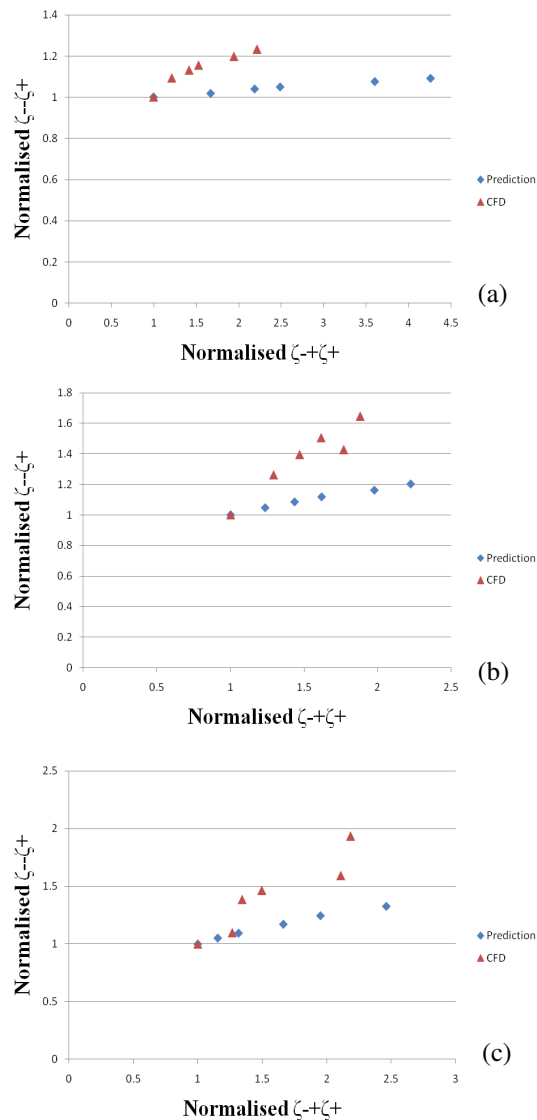 1.4
1.2
1
0.8
0.6
0.4
0.2
0
0 0.5 1 1.5 2 2.5 3 3.5 4 4.5
Normalised ζ--ζ+
Normalised ζ-+ζ+
Prediction
CFD
(a)
1.8
1.6
1.4
1.2
1
0.8
0.6
0.4
0.2
0
0 0.5 1 1.5 2 2.5
Normalised ζ--ζ+
Normalised ζ-+ζ+
Prediction
CFD
(b)
2.5
2
1.5
1
0.5
0
0 0.5 1 1.5 2 2.5 3
Normalised ζ--ζ+
Normalised ζ-+ζ+
Prediction
CFD
(c)